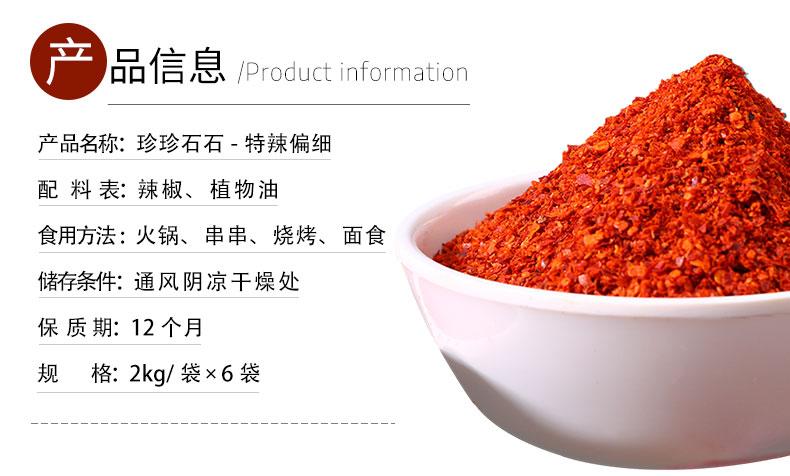 产品信息 /Product information
产品名称：珍珍石石 - 特辣偏细
配 料 表：辣椒、植物油
食用方法：火锅、串串、烧烤、面食
储存条件：通风阴凉干燥处
保 质 期：12 个月
规 格：2kg/ 袋×6 袋